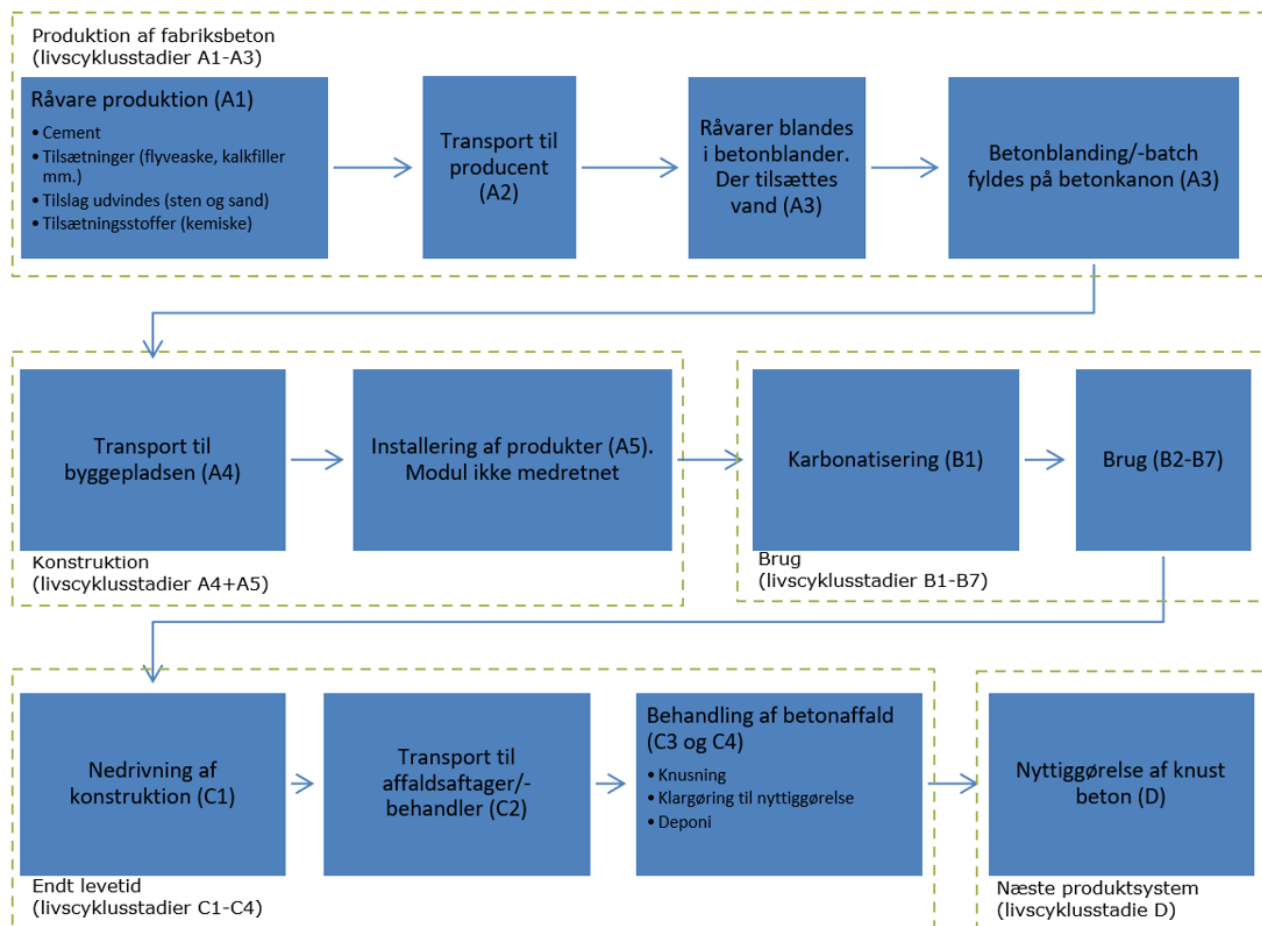 Produktion af fabriksbeton
(livscyklusstadier A1-A3)
Råvare produktion (A1)
• Cement
• Tilsætninger (flyveaske, kalkfiller
mm.)
• Tilslag udvindes (sten og sand)
• Tilsætningsstoffer (kemiske)
Transport til
producent
(A2)
Råvarer blandes
i betonblander.
Der tilsættes
vand (A3)
Betonblanding/-batch
fyldes på betonkanon (A3)
Transport til
byggepladsen (A4)
Installering af produkter (A5).
Modul ikke medretnet
Konstruktion
(livscyklusstadier A4+A5)
Karbonatisering (B1)
Brug (B2-B7)
Brug
(livscyklusstadier B1-B7)
Nedrivning af
konstruktion (C1)
Transport til
affaldsaftager/-
behandler (C2)
Behandling af betonaffald
(C3 og C4)
• Knusning
• Klargøring til nyttiggørelse
• Deponi
Endt levetid
(livscyklusstadier C1-C4)
Nyttiggørelse af knust
beton (D)
Næste produktsystem
(livscyklusstadie D)